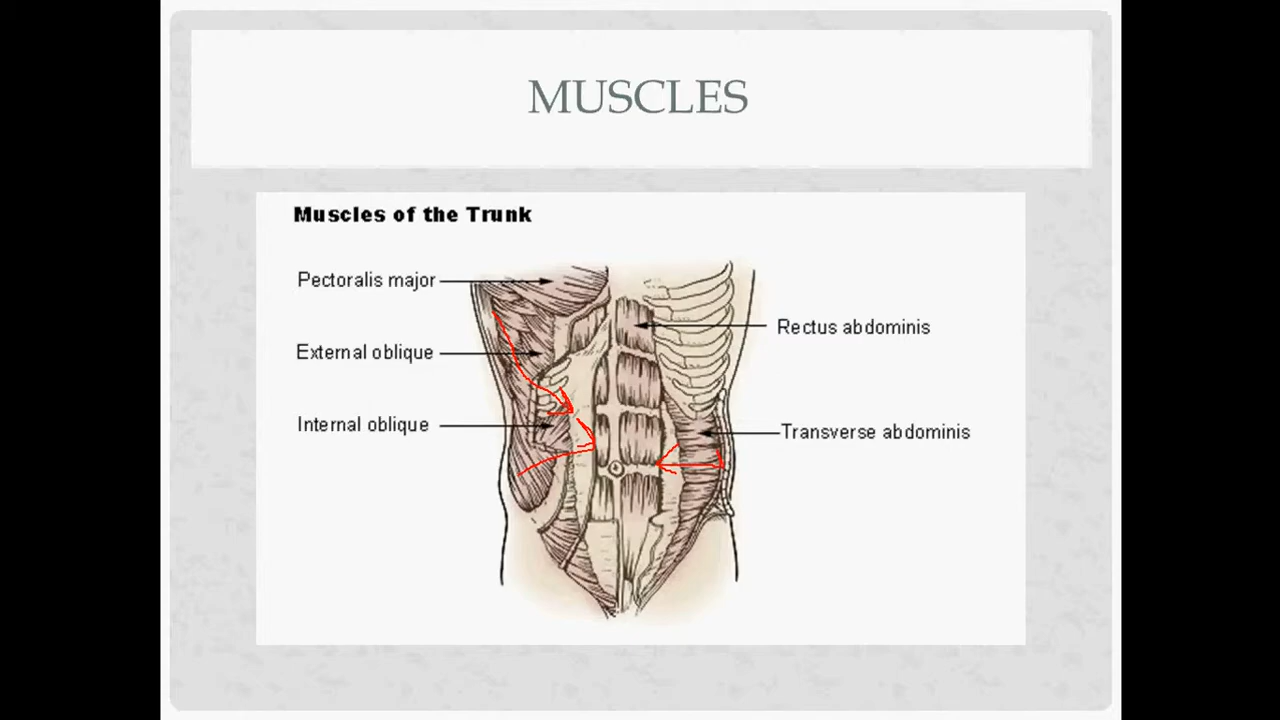 MUSCLES
Muscles of the Trunk
Pectoralis major
External oblique
Internal oblique
Rectus abdominis
Transverse abdominis